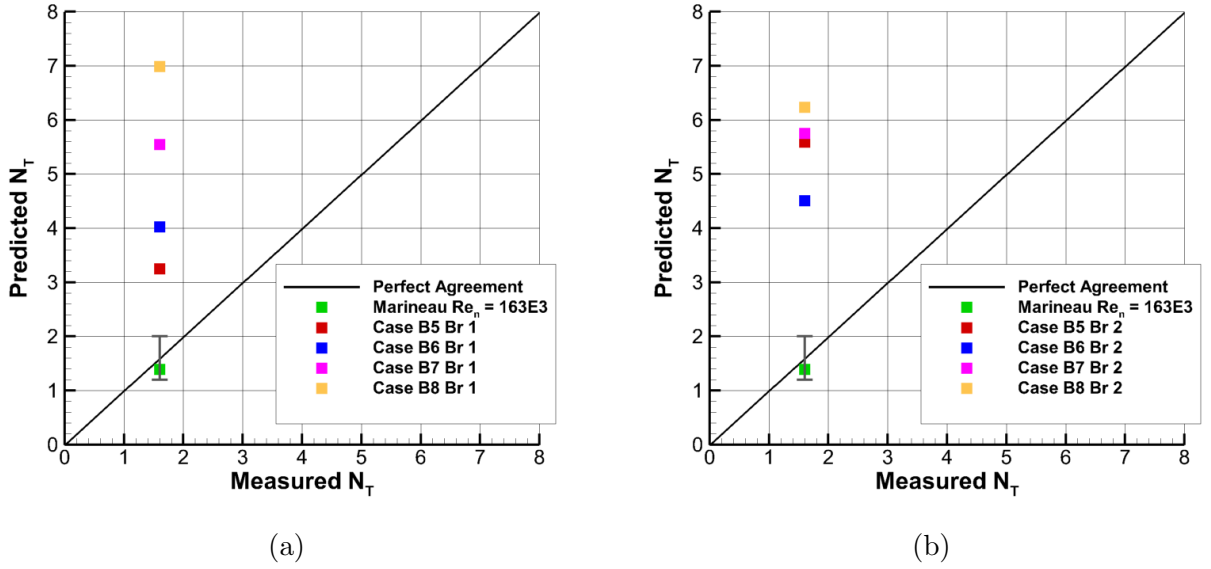 8
7
6
5
4
3
2
1
0
Predicted N_T
Perfect Agreement
Marineau Re_n = 163E3
Case B5 Br 1
Case B6 Br 1
Case B7 Br 1
Case B8 Br 1
0 1 2 3 4 5 6 7 8
Measured N_T
(a)
8
7
6
5
4
3
2
1
0
Predicted N_T
Perfect Agreement
Marineau Re_n = 163E3
Case B5 Br 2
Case B6 Br 2
Case B7 Br 2
Case B8 Br 2
0 1 2 3 4 5 6 7 8
Measured N_T
(b)